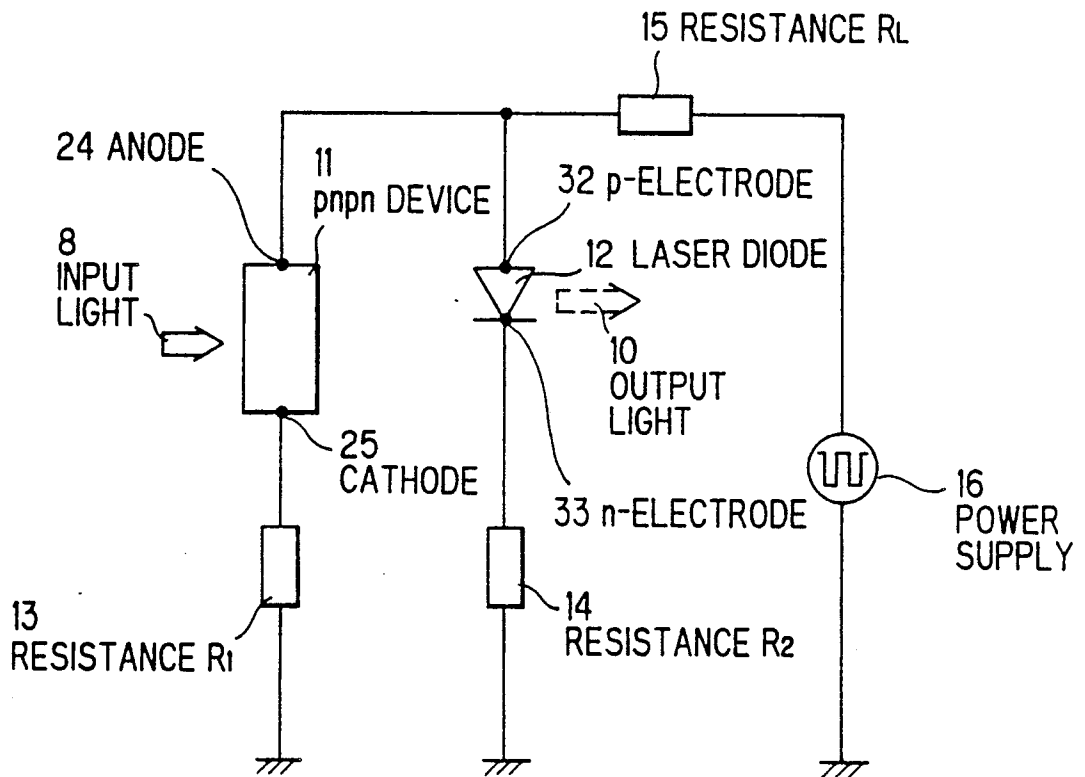 15 RESISTANCE RL
24 ANODE
11
pnpn DEVICE
32 p-ELECTRODE
8
INPUT
LIGHT
12 LASER DIODE
10
OUTPUT
LIGHT
25
CATHODE
33 n-ELECTRODE
16
POWER
SUPPLY
13
RESISTANCE R1
14
RESISTANCE R2